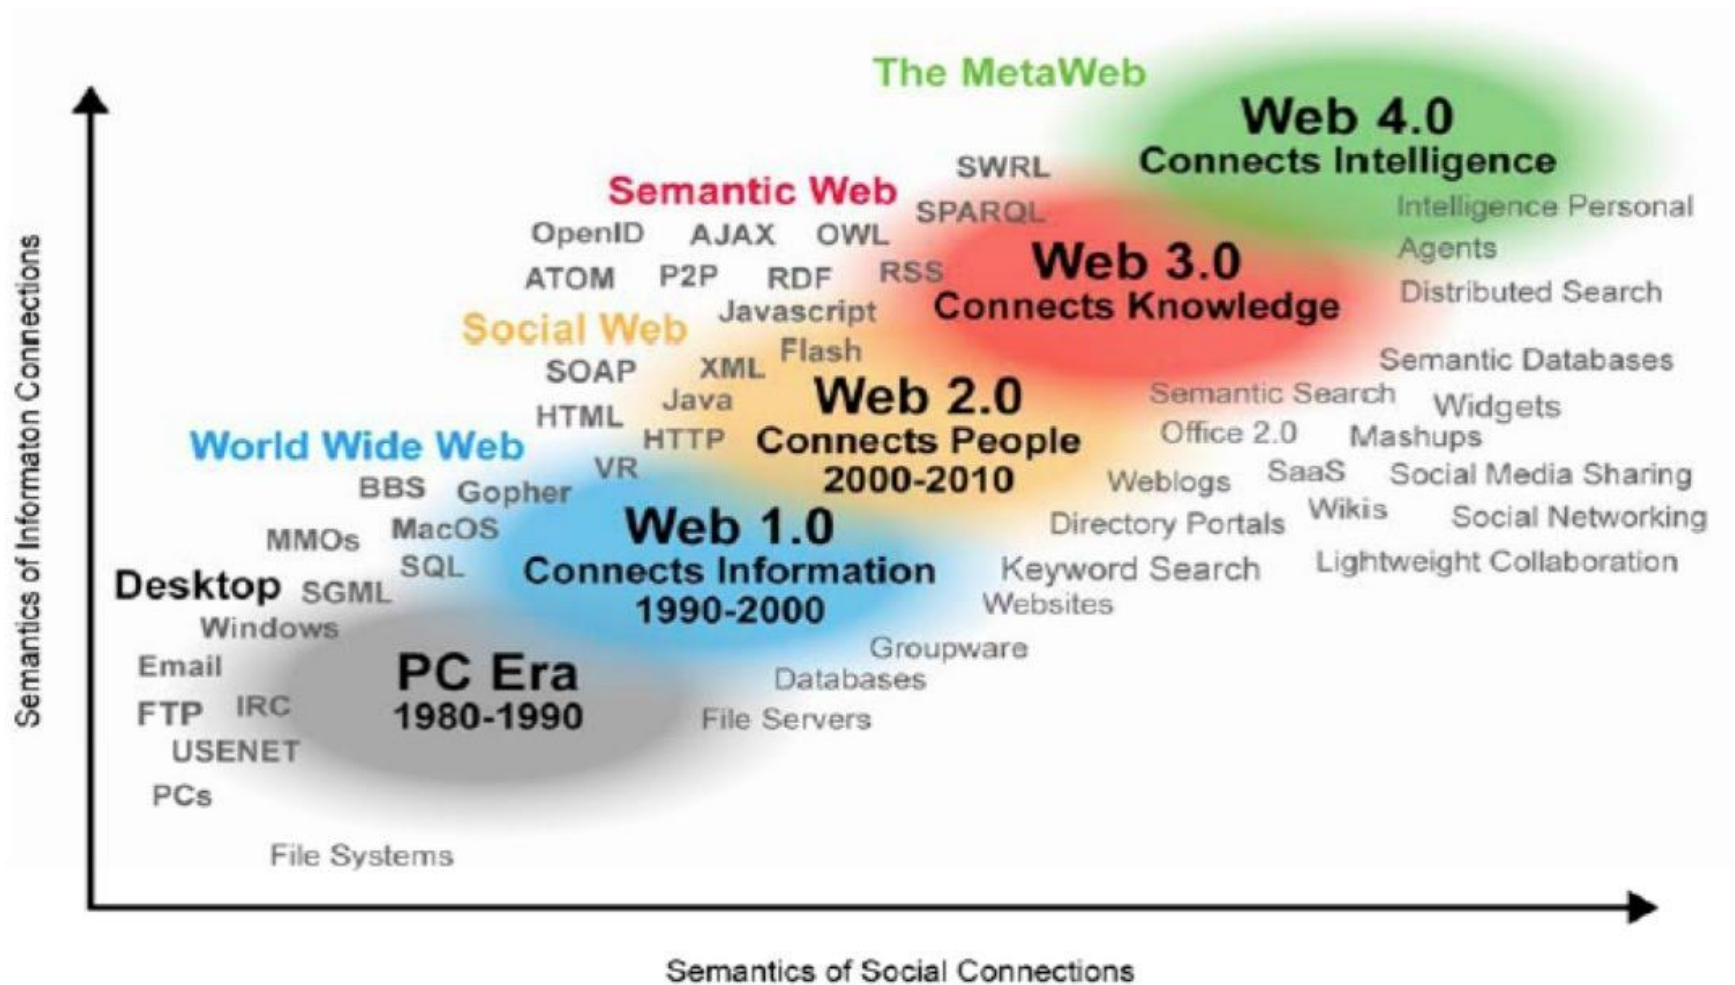 The MetaWeb
Web 4.0
Connects Intelligence
SWRL
Semantic Web
SPARQL
Intelligence Personal
Agents
OpenID AJAX OWL
Web 3.0
Connects Knowledge
ATOM P2P RDF RSS
Distributed Search
Javascript
Social Web
Flash
SOAP XML
Semantic Databases
Web 2.0
Connects People
2000-2010
Java
Semantic Search
Widgets
HTML
HTTP
Office 2.0
Mashups
World Wide Web
VR
Weblogs
SaaS
Social Media Sharing
BBS Gopher
Wikis
Social Networking
Directory Portals
Web 1.0
Connects Information
1990-2000
MMOs
MacOS
SQL
Keyword Search
Lightweight Collaboration
Desktop
SGML
Websites
Windows
Groupware
Email
PC Era
1980-1990
Databases
FTP
IRC
File Servers
USENET
PCs
File Systems
Semantics of Informaton Connections
Semantics of Social Connections